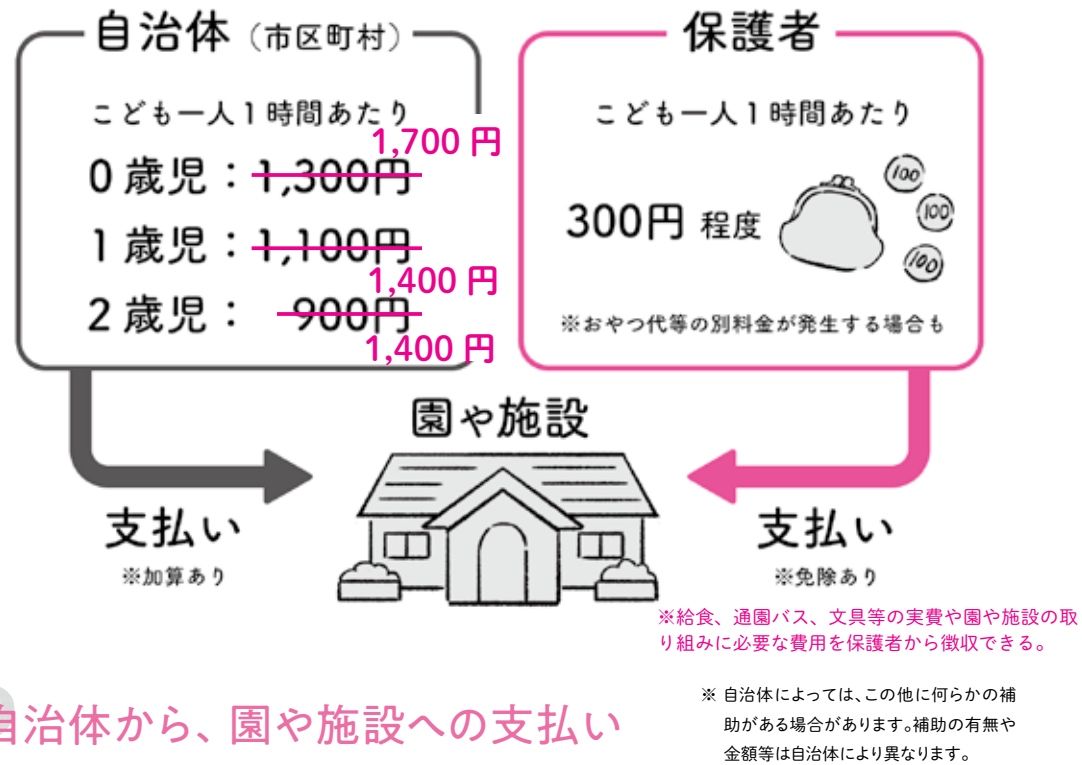 自治体（市区町村）
こども一人1時間あたり
1,700 円
0歳児：1,300円
1歳児：1,100円
1,400 円
2歳児：900円
1,400 円
保護者
こども一人1時間あたり
300円 程度
100
100
100
※おやつ代等の別料金が発生する場合も
園や施設
支払い
※加算あり
支払い
※免除あり
※給食、通園バス、文具等の実費や園や施設の取
り組みに必要な費用を保護者から徴収できる。
自治体から、園や施設への支払い
※ 自治体によっては、この他に何らかの補
助がある場合があります。補助の有無や
金額等は自治体により異なります。